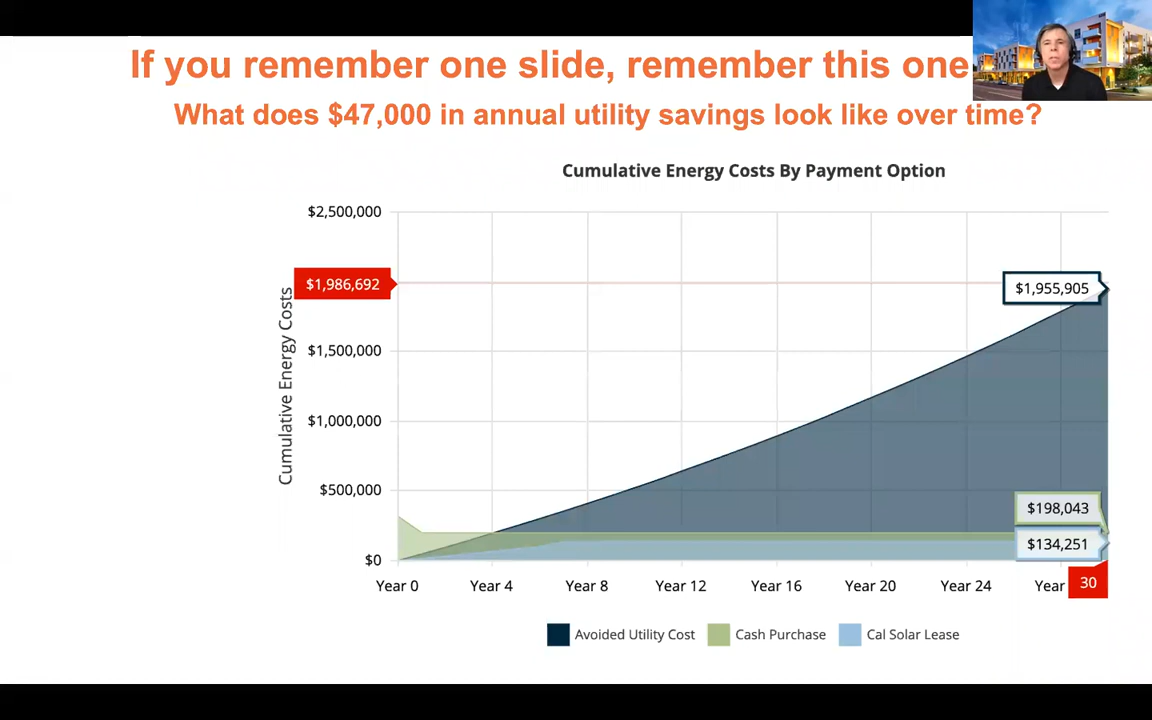 If you remember one slide, remember this one
What does $47,000 in annual utility savings look like over time?
Cumulative Energy Costs By Payment Option
$2,500,000
$1,986,692
$1,955,905
Cumulative Energy Costs
$1,500,000
$1,000,000
$500,000
$198,043
$134,251
$0
Year 0
Year 4
Year 8
Year 12
Year 16
Year 20
Year 24
Year
30
Avoided Utility Cost
Cash Purchase
Cal Solar Lease